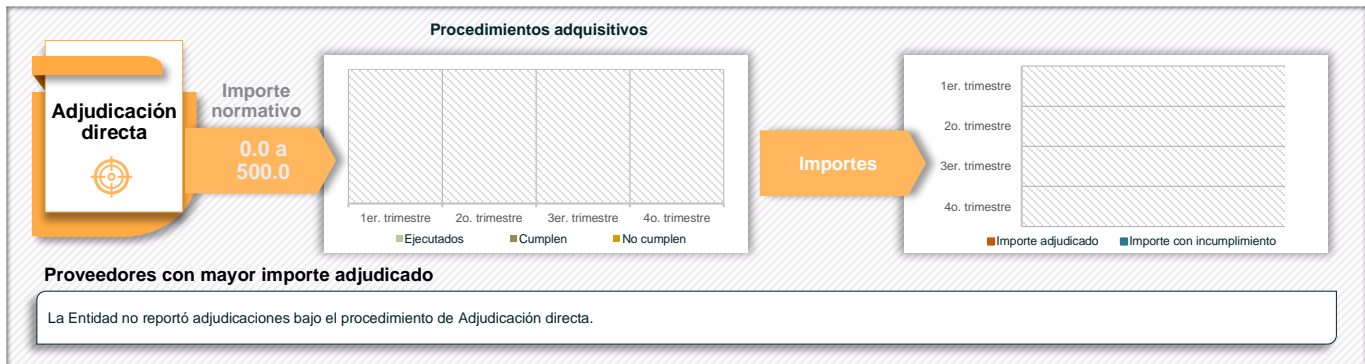 Procedimientos adquisitivos
Adjudicación
directa
Importe
normativo
0.0 a
500.0
1er. trimestre
2o. trimestre
3er. trimestre
4o. trimestre
Ejecutados
Cumplen
No cumplen
Importes
1er. trimestre
2o. trimestre
3er. trimestre
4o. trimestre
Importe adjudicado
Importe con incumplimiento
Proveedores con mayor importe adjudicado
La Entidad no reportó adjudicaciones bajo el procedimiento de Adjudicación directa.